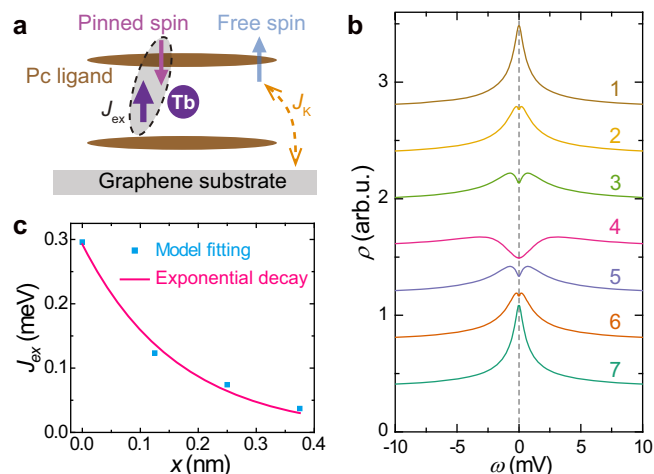 a
Pinned spin
Free spin
Pc ligand
J_ex
Tb
J_K
Graphene substrate
b
3
2
1
0
ρ (arb.u.)
1
2
3
4
5
6
7
-10
-5
0
5
10
ω (mV)
c
0.3
0.2
0.1
0.0
J_ex (meV)
Model fitting
Exponential decay
0.0
0.1
0.2
0.3
0.4
x (nm)